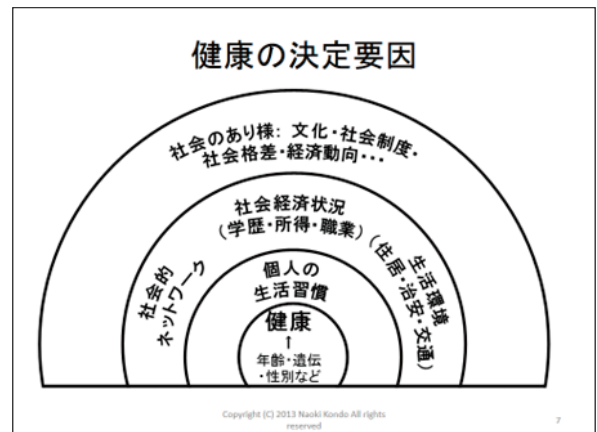 健康の決定要因
社会のあり様: 文化・社会制度・
社会格差・経済動向・・・
社会経済状況
(学歴・所得・職業)
社会的
ネットワーク
生活環境
(住居・治安・交通)
個人の
生活習慣
健康
↑
年齢・遺伝
・性別など
Copyright (C) 2013 Naoki Kondo All rights
reserved
7